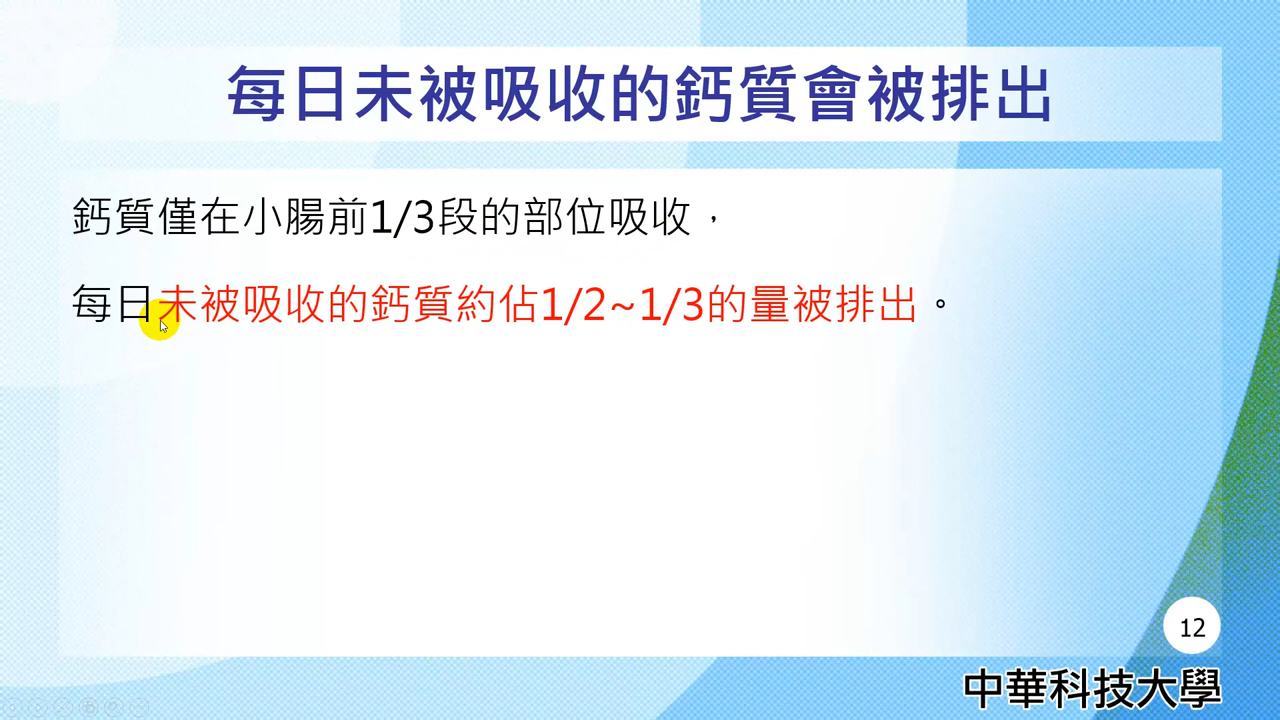 每日未被吸收的鈣質會被排出
鈣質僅在小腸前1/3段的部位吸收，
每日未被吸收的鈣質約佔1/2~1/3的量被排出。
12
中華科技大學